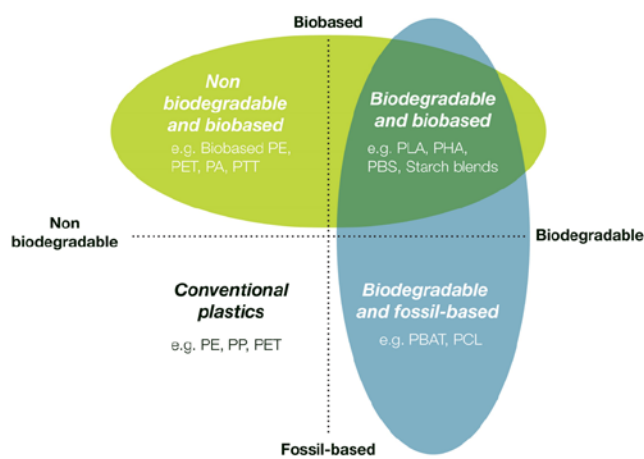 Biobased
Non
biodegradable
and biobased
e.g. Biobased PE,
PET, PA, PTT
Biodegradable
and biobased
e.g. PLA, PHA,
PBS, Starch blends
Non
biodegradable
Biodegradable
Conventional
plastics
e.g. PE, PP, PET
Biodegradable
and fossil-based
e.g. PBAT, PCL
Fossil-based